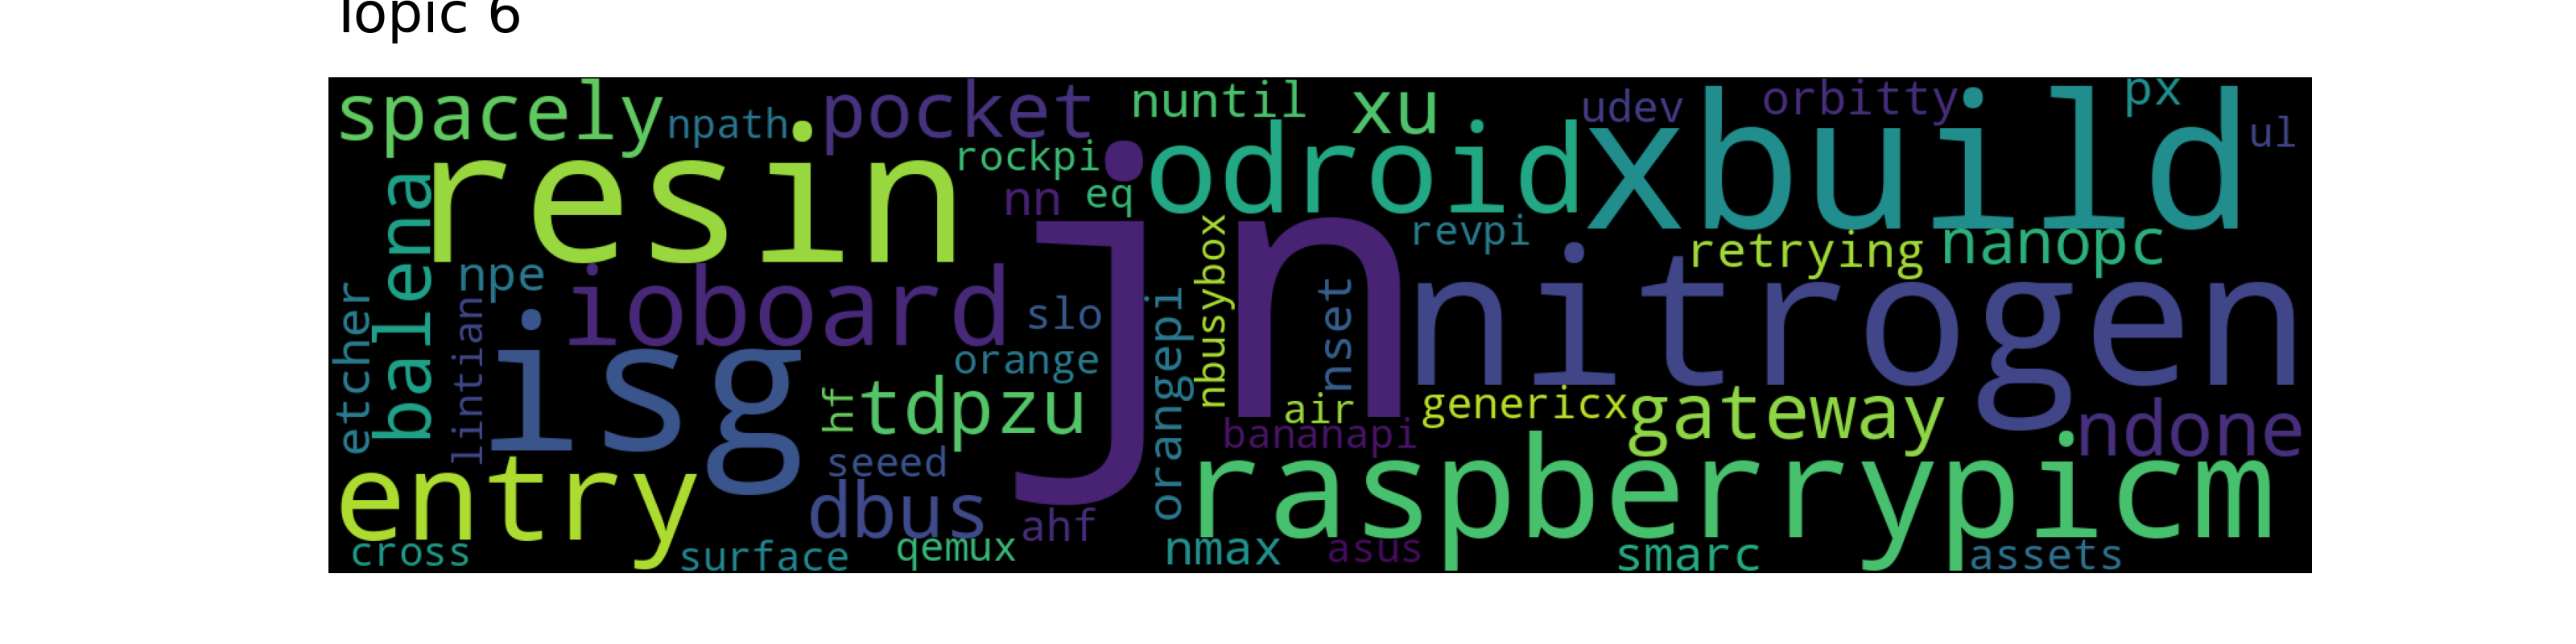 Topic 6
spacely
npath
pocket
nuntil
xu
udev
orbitty
px
ul
resin
rockpi
nn
eq
odroid
xbuild
balena
jn
nbusybox
revpi
retrying
nanopc
npe
ioboard
slo
nset
nitrogen
etcher
lintian
isg
orange
orangepi
hf
tdpzu
air
genericx
gateway
bananapi
ndone
entry
seeed
dbus
ahf
raspberrypicm
cross
surface
qemux
nmax
asus
smarc
assets